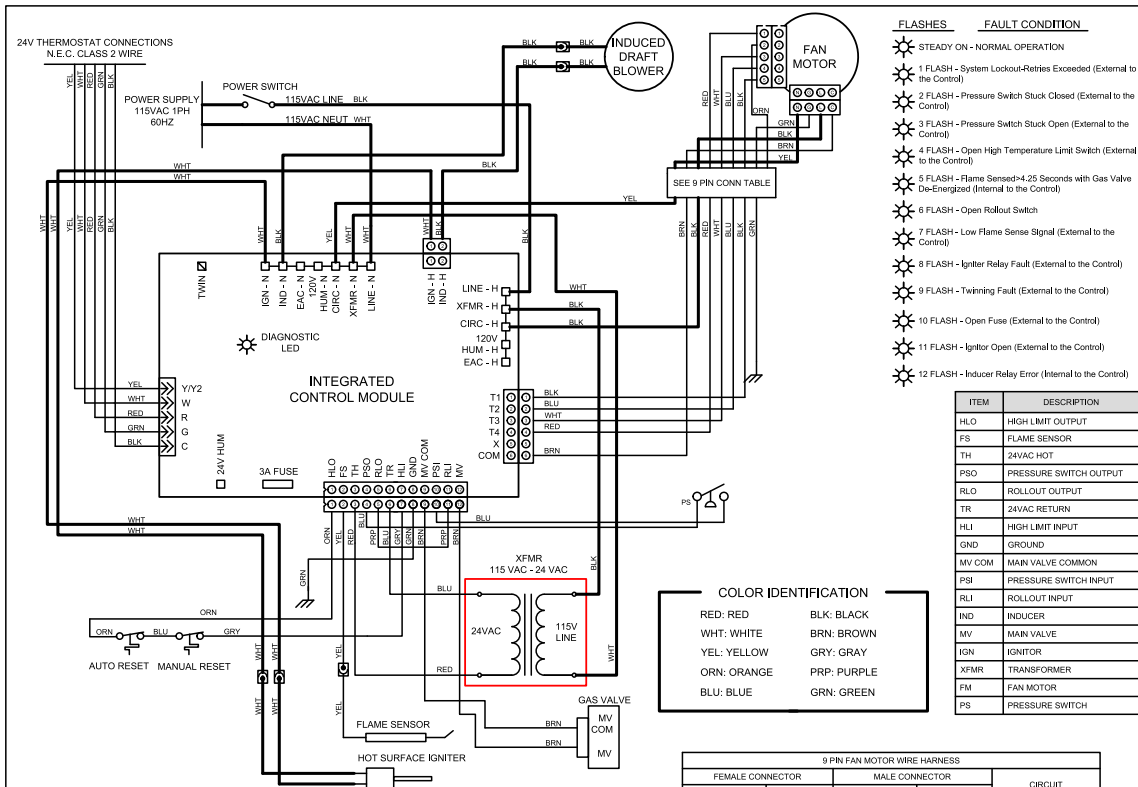 24V THERMOSTAT CONNECTIONS
N.E.C. CLASS 2 WIRE
YEL
WHT
RED
GRN
BLK
POWER SWITCH
POWER SUPPLY
115VAC 1PH
60HZ
115VAC LINE BLK
115VAC NEUT WHT
BLK BLK
BLK BLK
INDUCED
DRAFT
BLOWER
FAN
MOTOR
1 1
2 2
3 3
4 4
5 5
N G L C
N G L C
RED
WHT
BLU
BLK
ORN
GRN
BLK
BRN
YEL
SEE 9 PIN CONN TABLE
WHT
WHT
BLK
YEL
WHT
WHT
YEL
WHT
RED
GRN
BLK
WHT
BLK
YEL
WHT
WHT
WHT
BLK
BRN
BLK
RED
WHT
BLU
BLK
GRN
TWIN
IGN - N
IND - N
EAC - N
120V
HUM - N
CIRC - N
XFMR - N
LINE - N
IGN - H
IND - H
LINE - H
XFMR - H
CIRC - H
120V
HUM - H
EAC - H
WHT
BLK
BLK
DIAGNOSTIC
LED
INTEGRATED
CONTROL MODULE
YEL Y/Y2
WHT W
RED R
GRN G
BLK C
24V HUM
3A FUSE
T1 BLK
T2 BLU
T3 WHT
T4 RED
X
COM BRN
HLO
FS
TH
PSO
RLO
TR
HLI
GND
MV COM
PSI
RLI
MV
ORN
YEL
RED
BLU
PRP
BLU
GRY
GRN
BRN
PRP
BRN
BLU
PS
WHT
WHT
GRN
ORN
ORN BLU GRY
AUTO RESET MANUAL RESET
WHT
WHT
WHT
WHT
YEL
YEL
FLAME SENSOR
HOT SURFACE IGNITER
XFMR
115 VAC - 24 VAC
BLU
RED
24VAC
115V
LINE
BLK
WHT
GAS VALVE
BRN MV
COM
BRN MV
COLOR IDENTIFICATION
RED: RED BLK: BLACK
WHT: WHITE BRN: BROWN
YEL: YELLOW GRY: GRAY
ORN: ORANGE PRP: PURPLE
BLU: BLUE GRN: GREEN
FLASHES FAULT CONDITION
STEADY ON - NORMAL OPERATION
1 FLASH - System Lockout-Retries Exceeded (External to
the Control)
2 FLASH - Pressure Switch Stuck Closed (External to the
Control)
3 FLASH - Pressure Switch Stuck Open (External to the
Control)
4 FLASH - Open High Temperature Limit Switch (External
to the Control)
5 FLASH - Flame Sensed>4.25 Seconds with Gas Valve
De-Energized (Internal to the Control)
6 FLASH - Open Rollout Switch
7 FLASH - Low Flame Sense Signal (External to the
Control)
8 FLASH - Igniter Relay Fault (External to the Control)
9 FLASH - Twinning Fault (External to the Control)
10 FLASH - Open Fuse (External to the Control)
11 FLASH - Ignitor Open (External to the Control)
12 FLASH - Inducer Relay Error (Internal to the Control)
ITEM DESCRIPTION
HLO HIGH LIMIT OUTPUT
FS FLAME SENSOR
TH 24VAC HOT
PSO PRESSURE SWITCH OUTPUT
RLO ROLLOUT OUTPUT
TR 24VAC RETURN
HLI HIGH LIMIT INPUT
GND GROUND
MV COM MAIN VALVE COMMON
PSI PRESSURE SWITCH INPUT
RLI ROLLOUT INPUT
IND INDUCER
MV MAIN VALVE
IGN IGNITOR
XFMR TRANSFORMER
FM FAN MOTOR
PS PRESSURE SWITCH
9 PIN FAN MOTOR WIRE HARNESS
FEMALE CONNECTOR MALE CONNECTOR CIRCUIT